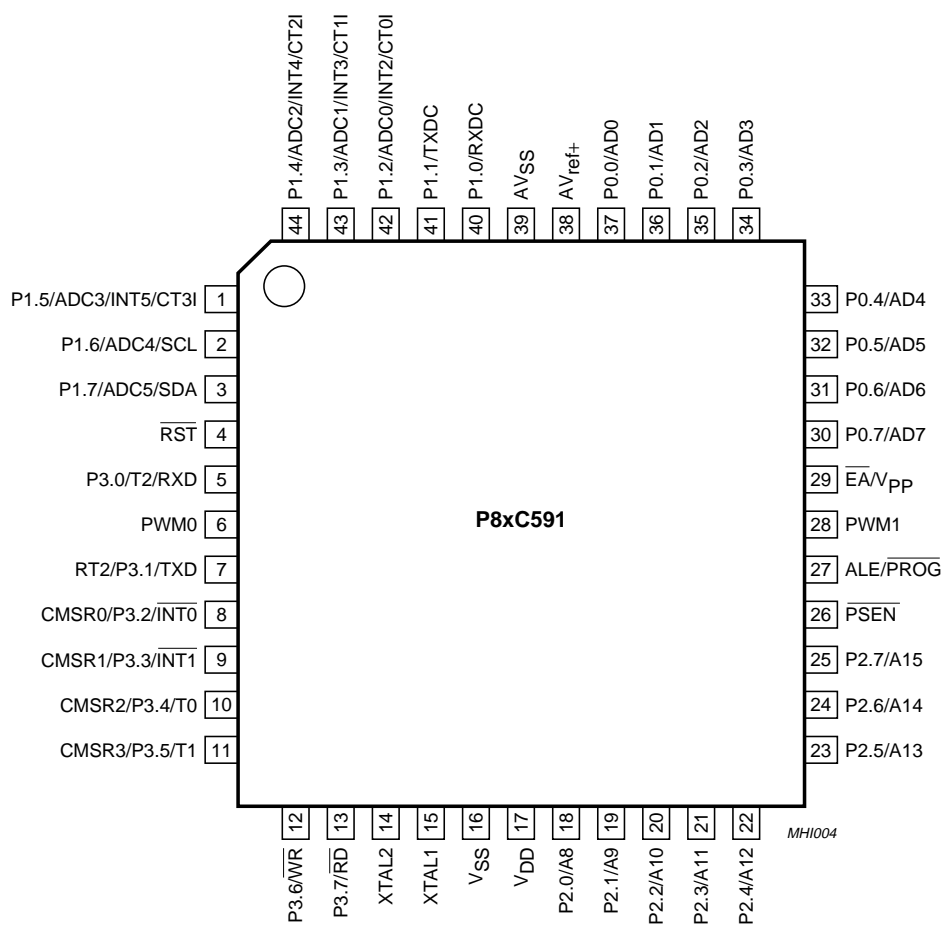 P1.4/ADC2/INT4/CT2I
P1.3/ADC1/INT3/CT1I
P1.2/ADC0/INT2/CT0I
P1.1/TXDC
P1.0/RXDC
AVSS
AVref+
P0.0/AD0
P0.1/AD1
P0.2/AD2
P0.3/AD3
44
43
42
41
40
39
38
37
36
35
34
P1.5/ADC3/INT5/CT3I 1
P1.6/ADC4/SCL 2
P1.7/ADC5/SDA 3
R̅S̅T̅ 4
P3.0/T2/RXD 5
PWM0 6
RT2/P3.1/TXD 7
CMSR0/P3.2/I̅N̅T̅0̅ 8
CMSR1/P3.3/I̅N̅T̅1̅ 9
CMSR2/P3.4/T0 10
CMSR3/P3.5/T1 11
P8xC591
33 P0.4/AD4
32 P0.5/AD5
31 P0.6/AD6
30 P0.7/AD7
29 E̅A̅/VPP
28 PWM1
27 ALE/P̅R̅O̅G̅
26 P̅S̅E̅N̅
25 P2.7/A15
24 P2.6/A14
23 P2.5/A13
12
13
14
15
16
17
18
19
20
21
22
P3.6/W̅R̅
P3.7/R̅D̅
XTAL2
XTAL1
VSS
VDD
P2.0/A8
P2.1/A9
P2.2/A10
P2.3/A11
P2.4/A12
MHI004